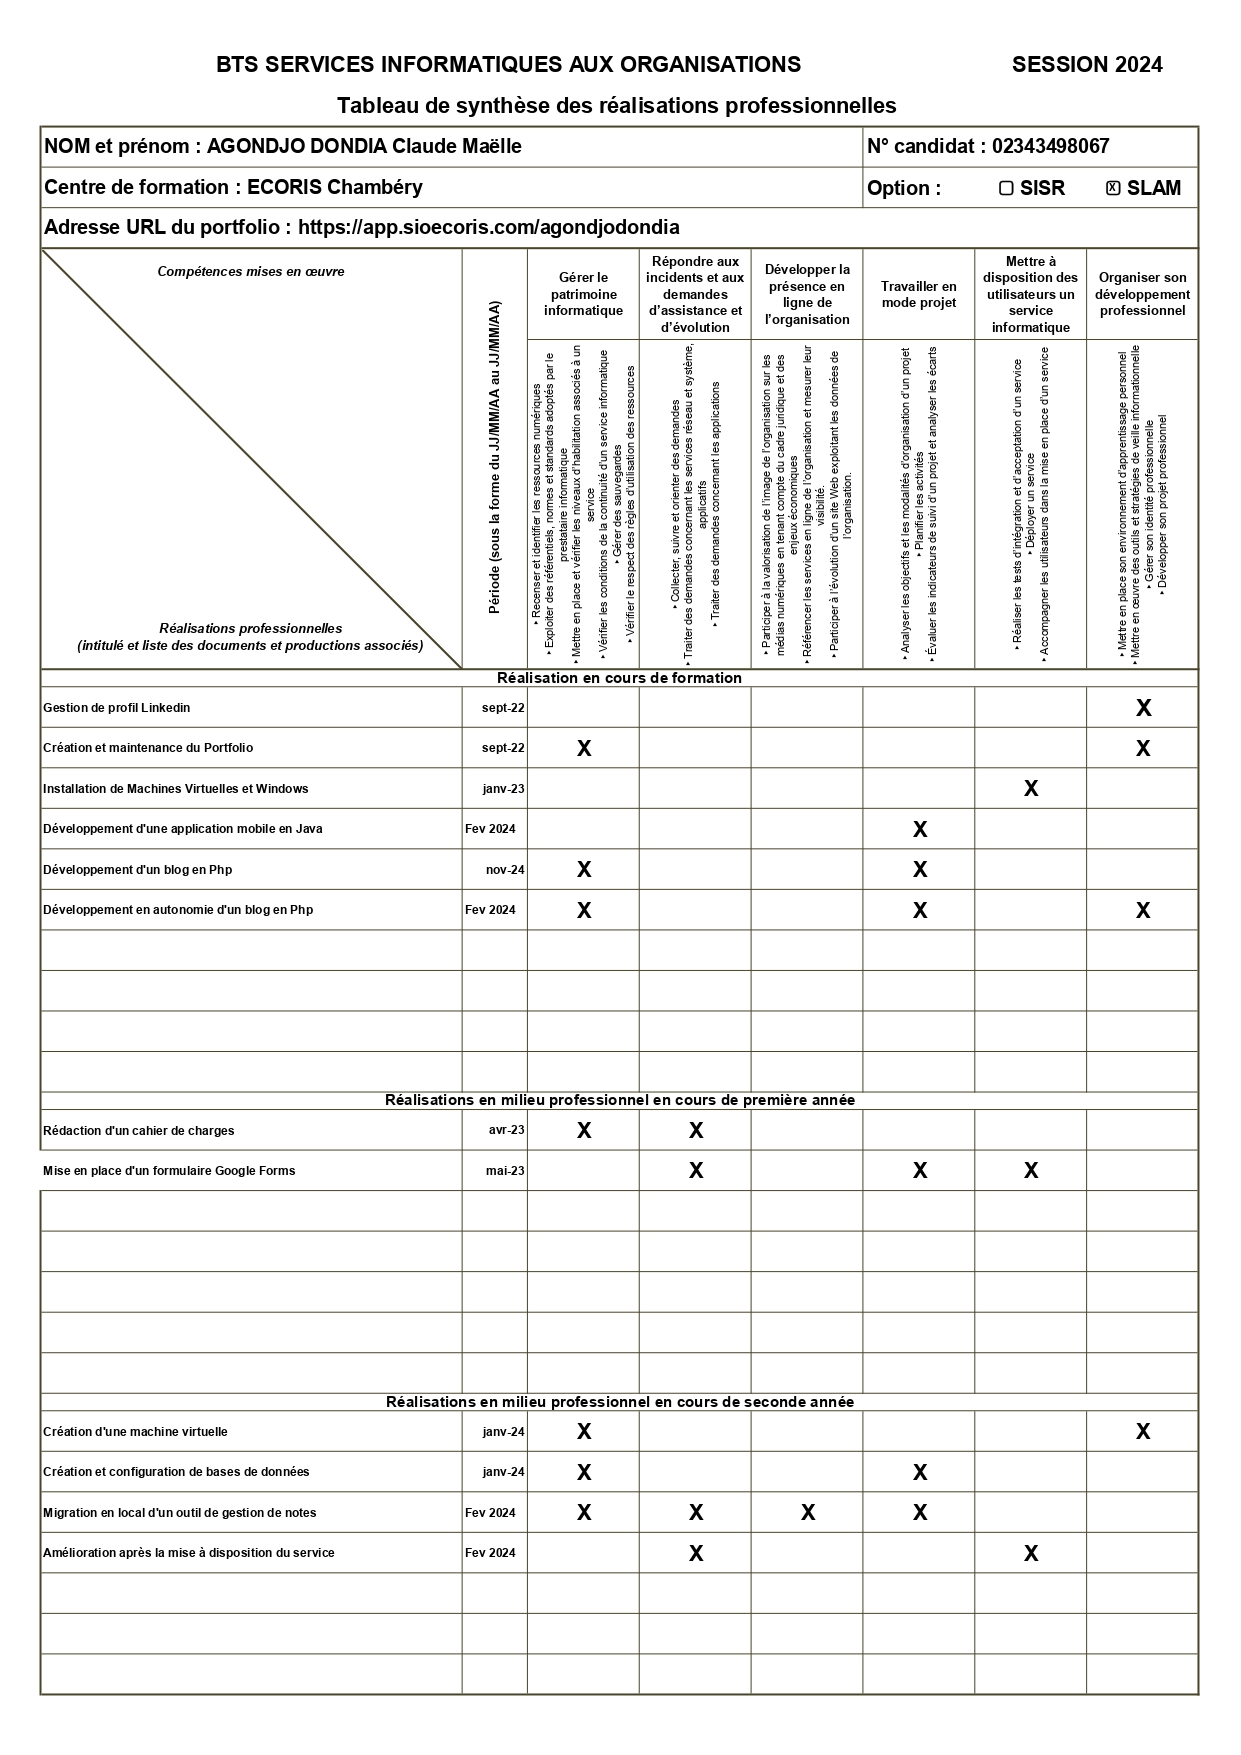 BTS SERVICES INFORMATIQUES AUX ORGANISATIONS SESSION 2024
Tableau de synthèse des réalisations professionnelles
NOM et prénom : AGONDJO DONDIA Claude Maëlle N° candidat : 02343498067
Centre de formation : ECORIS Chambéry Option : SISR X SLAM
Adresse URL du portfolio : https://app.sioecoris.com/agondjodondia
Compétences mises en œuvre
Réalisations professionnelles
(intitulé et liste des documents et productions associés)
Période (sous la forme du JJ/MM/AA au JJ/MM/AA)
Gérer le
patrimoine
informatique
Répondre aux
incidents et aux
demandes
d'assistance et
d'évolution
Développer la
présence en
ligne de
l'organisation
Travailler en
mode projet
Mettre à
disposition des
utilisateurs un
service
informatique
Organiser son
développement
professionnel
‣ Recenser et identifier les ressources numériques
‣ Exploiter des référentiels, normes et standards adoptés par le
prestataire informatique
‣ Mettre en place et vérifier les niveaux d'habilitation associés à un
service
‣ Vérifier les conditions de la continuité d'un service informatique
‣ Gérer des sauvegardes
‣ Vérifier le respect des règles d'utilisation des ressources
‣ Collecter, suivre et orienter des demandes
‣ Traiter des demandes concernant les services réseau et système,
applicatifs
‣ Traiter des demandes concernant les applications
‣ Participer à la valorisation de l'image de l'organisation sur les
médias numériques en tenant compte du cadre juridique et des
enjeux économiques
‣ Référencer les services en ligne de l'organisation et mesurer leur
visibilité.
‣ Participer à l'évolution d'un site Web exploitant les données de
l'organisation.
‣ Analyser les objectifs et les modalités d'organisation d'un projet
‣ Planifier les activités
‣ Évaluer les indicateurs de suivi d'un projet et analyser les écarts
‣ Réaliser les tests d'intégration et d'acceptation d'un service
‣ Déployer un service
‣ Accompagner les utilisateurs dans la mise en place d'un service
‣ Mettre en place son environnement d'apprentissage personnel
‣ Mettre en œuvre des outils et stratégies de veille informationnelle
‣ Gérer son identité professionnelle
‣ Développer son projet professionnel
Réalisation en cours de formation
Gestion de profil Linkedin sept-22 X
Création et maintenance du Portfolio sept-22 X X
Installation de Machines Virtuelles et Windows janv-23 X
Développement d'une application mobile en Java Fev 2024 X
Développement d'un blog en Php nov-24 X X
Développement en autonomie d'un blog en Php Fev 2024 X X X
Réalisations en milieu professionnel en cours de première année
Rédaction d'un cahier de charges avr-23 X X
Mise en place d'un formulaire Google Forms mai-23 X X X
Réalisations en milieu professionnel en cours de seconde année
Création d'une machine virtuelle janv-24 X X
Création et configuration de bases de données janv-24 X X
Migration en local d'un outil de gestion de notes Fev 2024 X X X X
Amélioration après la mise à disposition du service Fev 2024 X X